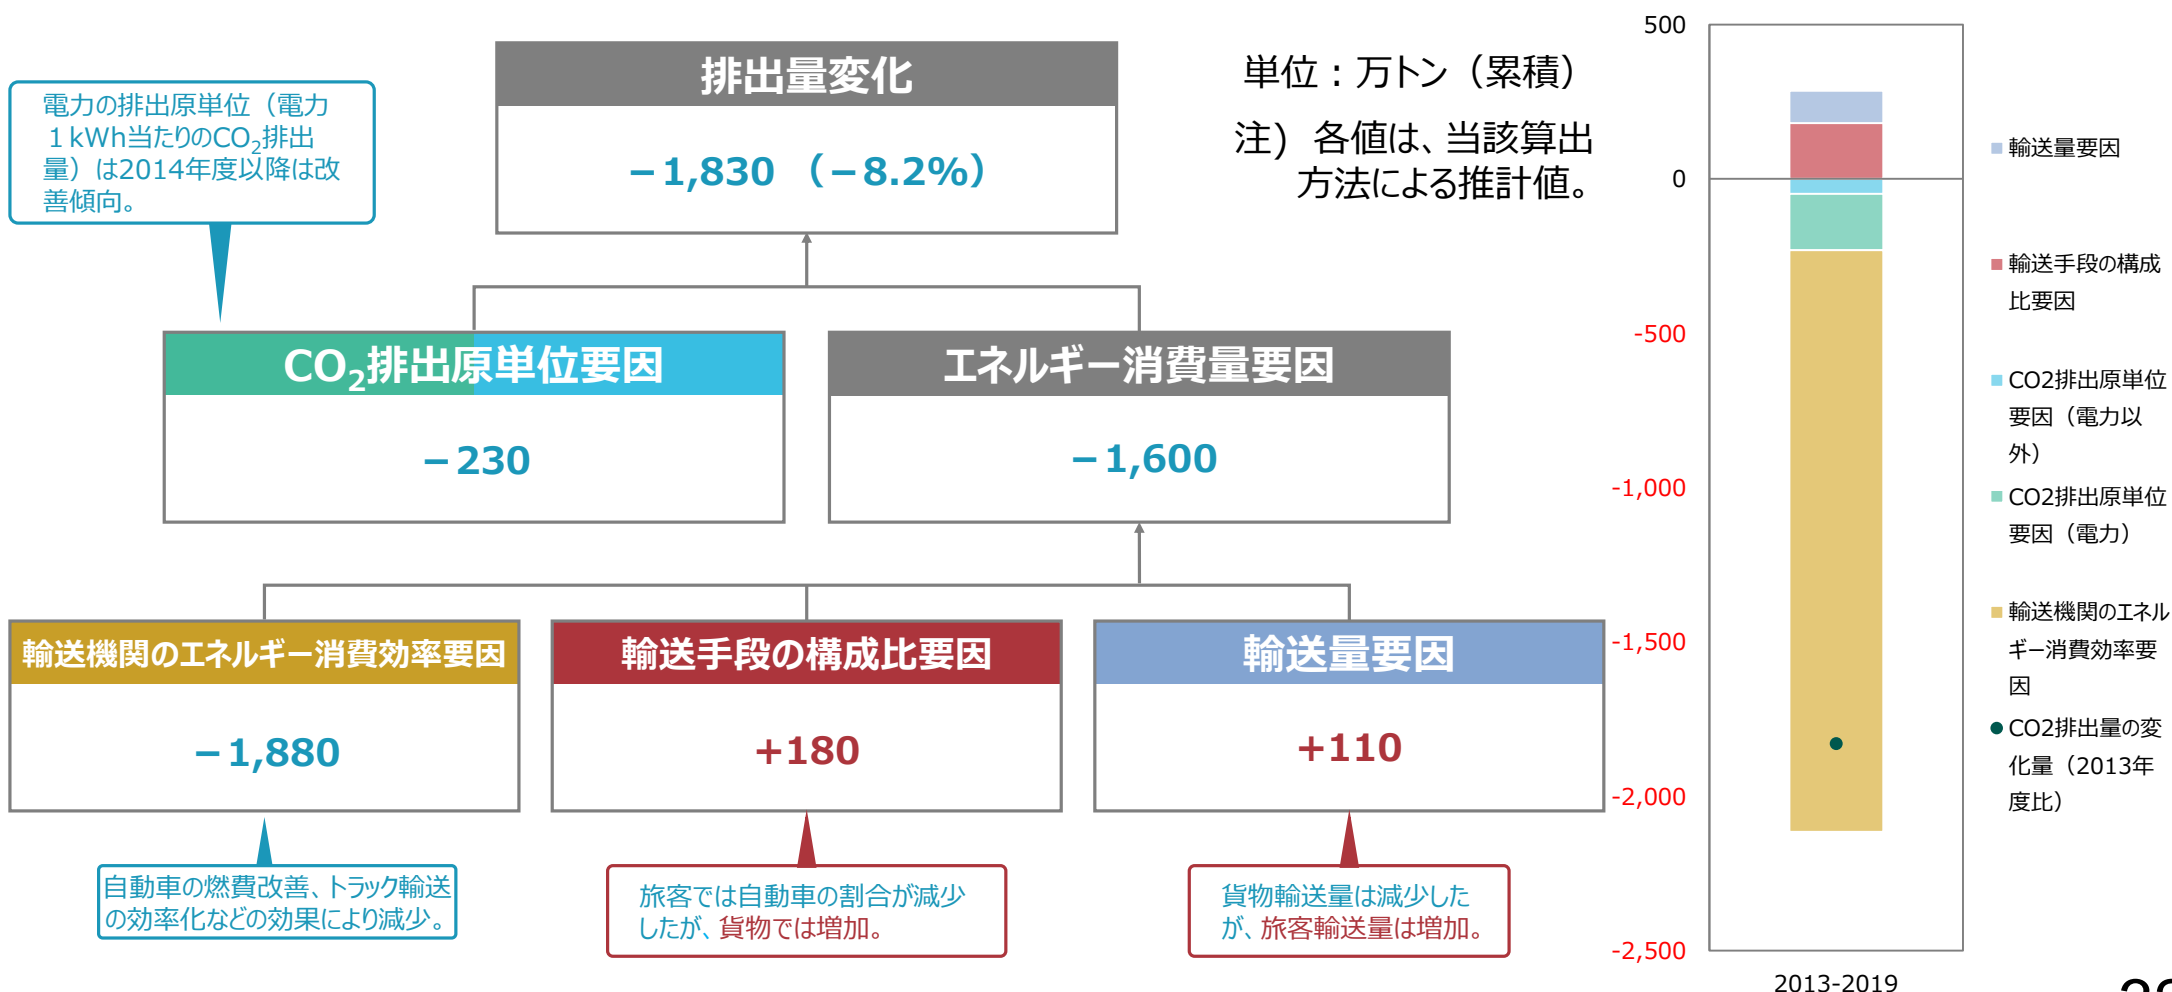 排出量変化
－1,830 （－8.2%）
電力の排出原単位（電力
１kWh当たりのCO2排出
量）は2014年度以降は改
善傾向。
単位：万トン（累積）
注）各値は、当該算出
方法による推計値。
CO2排出原単位要因
－230
エネルギー消費量要因
－1,600
輸送機関のエネルギー消費効率要因
－1,880
輸送手段の構成比要因
+180
輸送量要因
+110
自動車の燃費改善、トラック輸送
の効率化などの効果により減少。
旅客では自動車の割合が減少
したが、貨物では増加。
貨物輸送量は減少した
が、旅客輸送量は増加。
500
0
-500
-1,000
-1,500
-2,000
-2,500
2013-2019
輸送量要因
輸送手段の構成
比要因
CO2排出原単位
要因（電力以
外）
CO2排出原単位
要因（電力）
輸送機関のエネル
ギー消費効率要
因
CO2排出量の変
化量（2013年
度比）